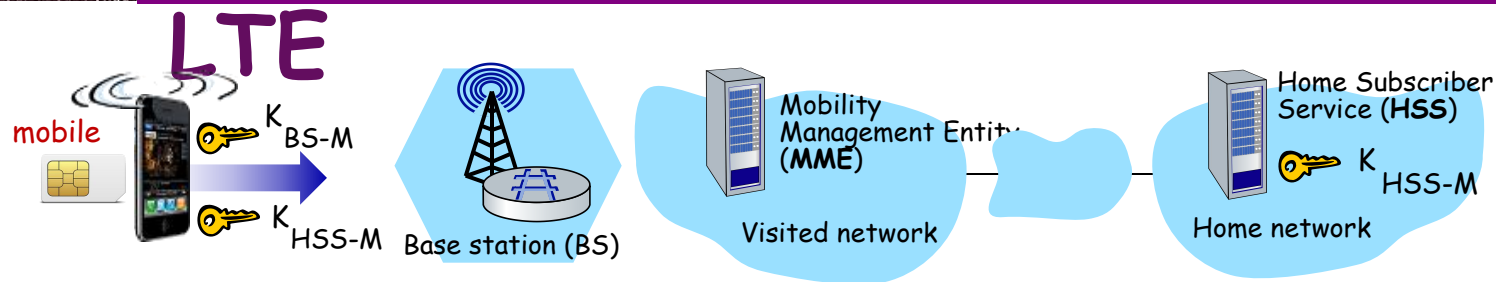 LTE
mobile
K
BS-M
K
HSS-M
Base station (BS)
Mobility
Management Entity
(MME)
Visited network
Home Subscriber
Service (HSS)
K
HSS-M
Home network